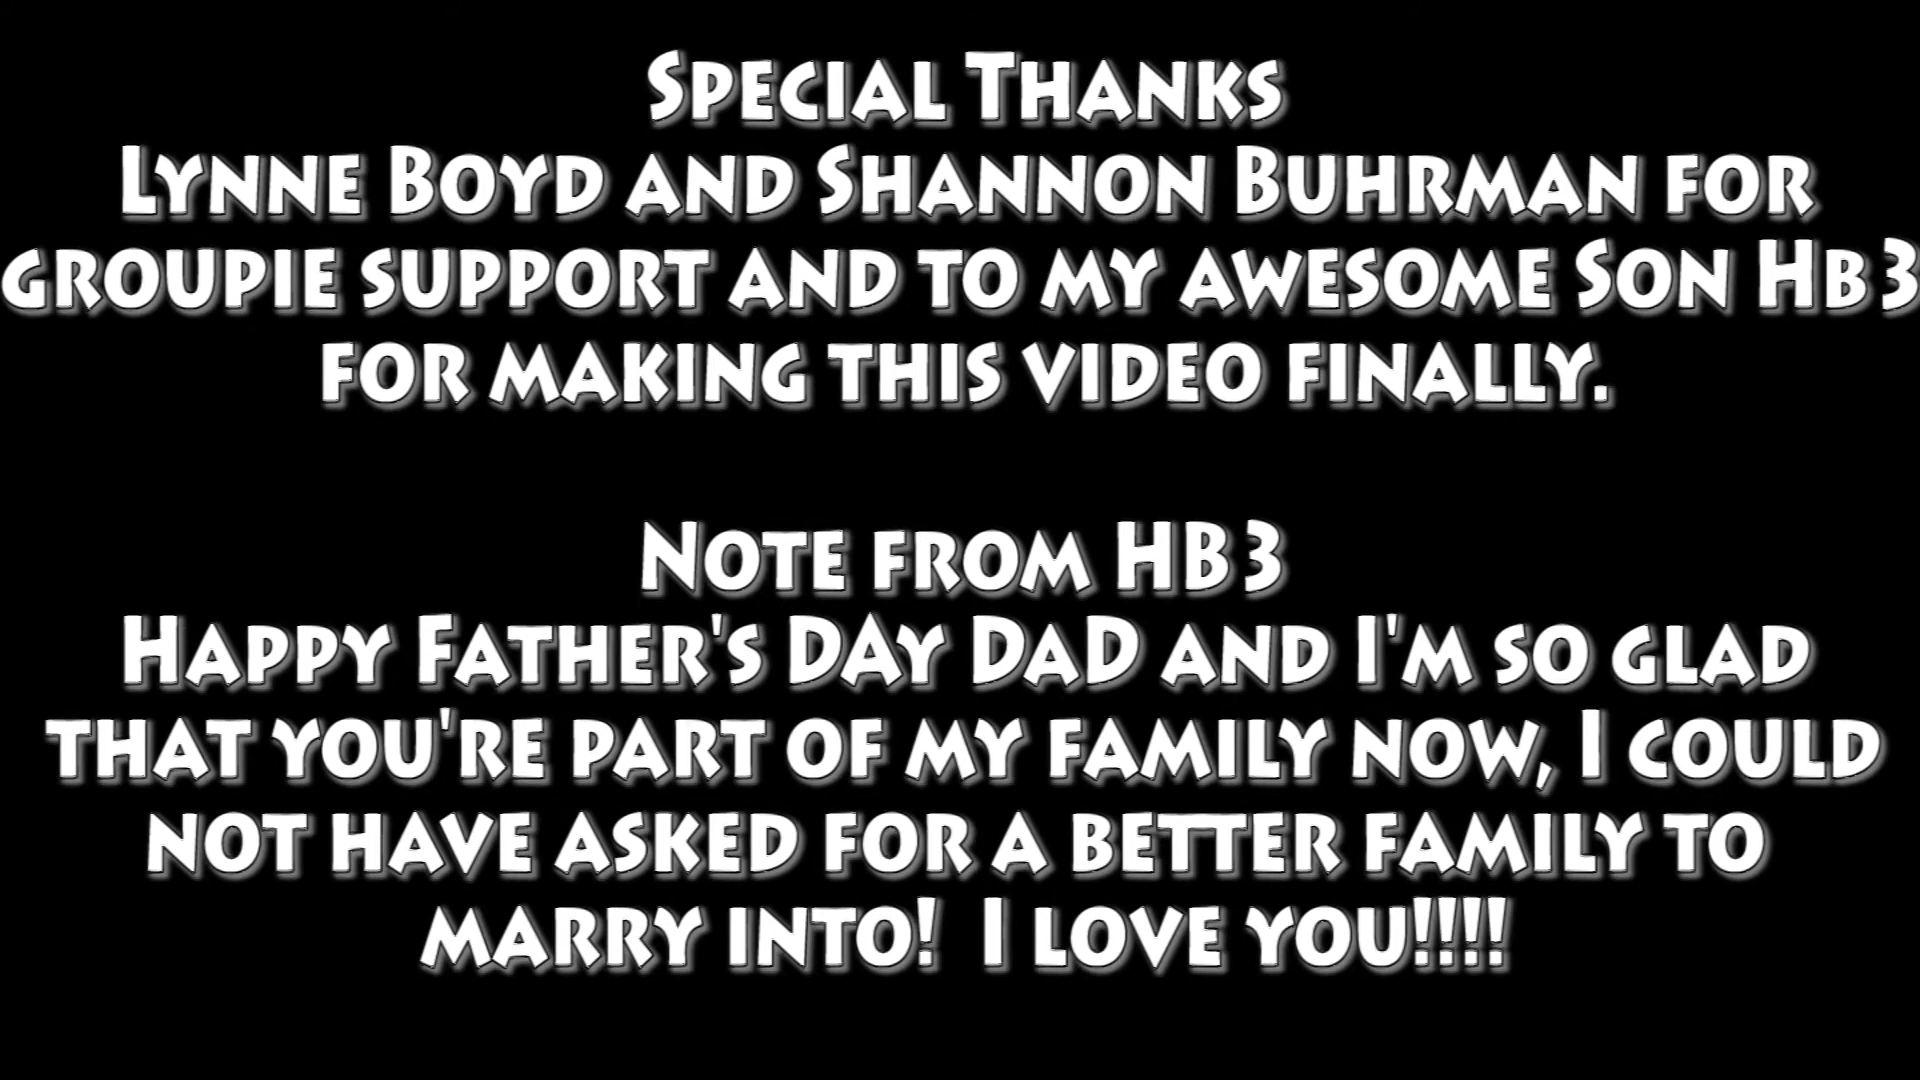 Special Thanks
Lynne Boyd and Shannon Buhrman for
groupie support and to my awesome Son Hb3
for making this video finally.
Note from HB3
Happy Father's DAy DaD and I'm so glad
that you're part of my family now, I could
not have asked for a better family to
marry into!  I love you!!!!